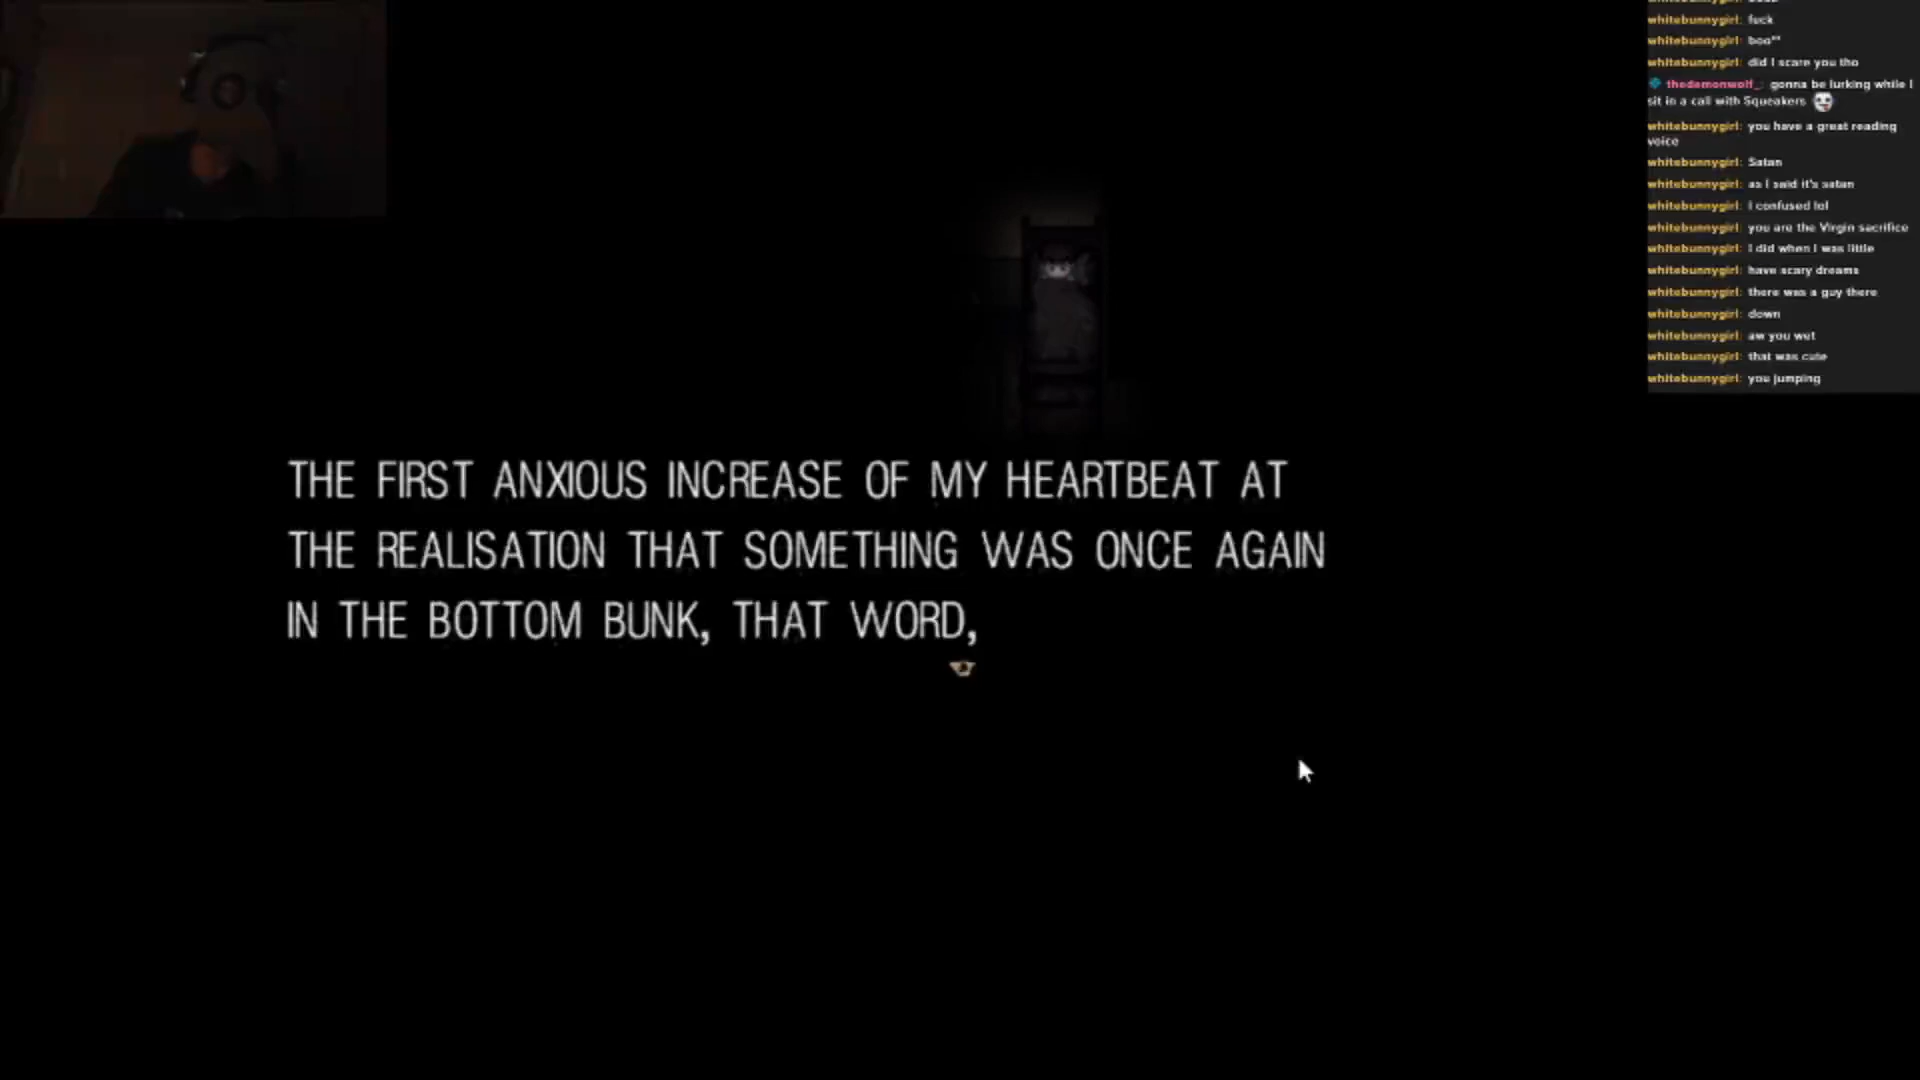 THE FIRST ANXIOUS INCREASE OF MY HEARTBEAT AT
THE REALISATION THAT SOMETHING WAS ONCE AGAIN
IN THE BOTTOM BUNK, THAT WORD,
whitebunnygirl: fuck
whitebunnygirl: boo**
whitebunnygirl: did I scare you tho
thedemonwolf_: gonna be lurking while I
sit in a call with Squeakers
whitebunnygirl: you have a great reading
voice
whitebunnygirl: Satan
whitebunnygirl: as I said it's satan
whitebunnygirl: I confused lol
whitebunnygirl: you are the Virgin sacrifice
whitebunnygirl: I did when I was little
whitebunnygirl: have scary dreams
whitebunnygirl: there was a guy there
whitebunnygirl: down
whitebunnygirl: aw you wet
whitebunnygirl: that was cute
whitebunnygirl: you jumping